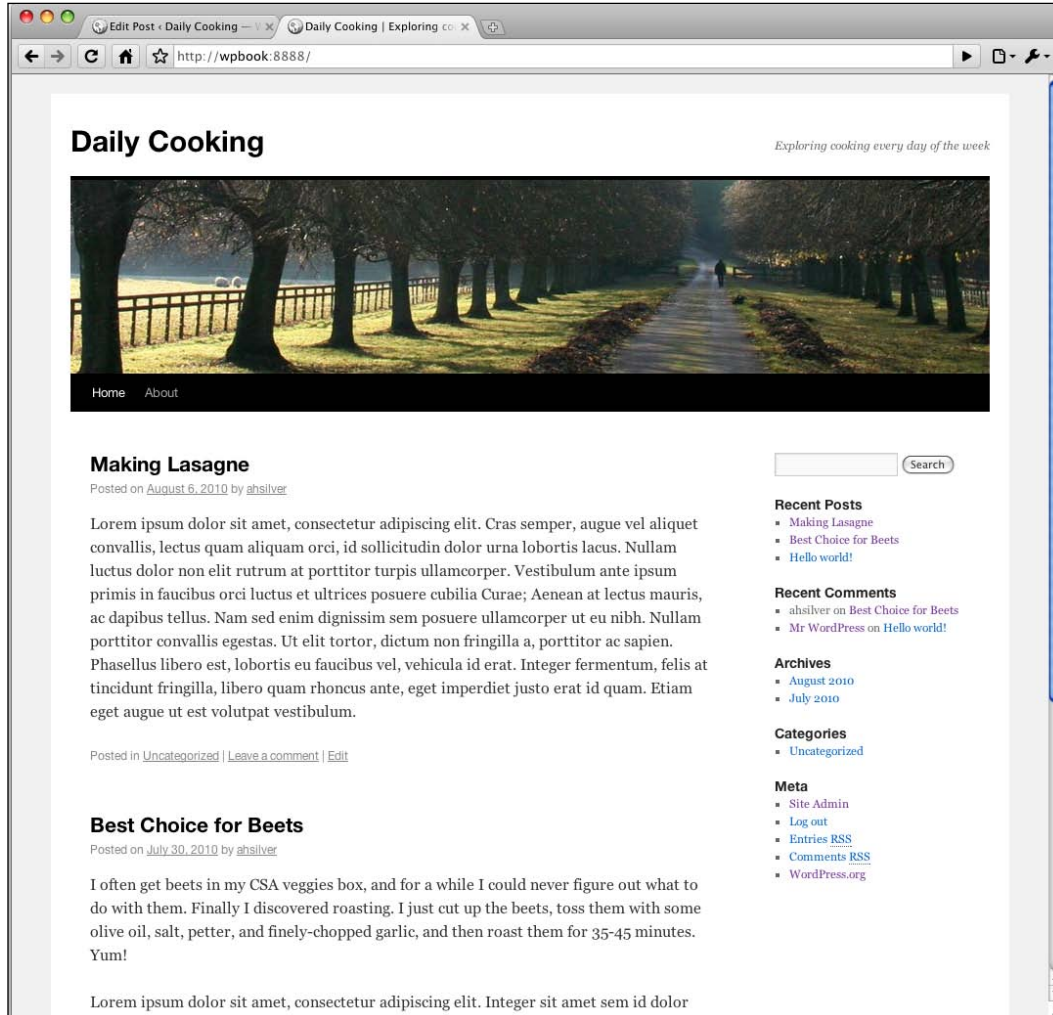 Edit Post ‹ Daily Cooking —
Daily Cooking | Exploring co
http://wpbook:8888/
Daily Cooking
Exploring cooking every day of the week
Home About
Making Lasagne
Posted on August 6, 2010 by ahsilver
Lorem ipsum dolor sit amet, consectetur adipiscing elit. Cras semper, augue vel aliquet
convallis, lectus quam aliquam orci, id sollicitudin dolor urna lobortis lacus. Nullam
luctus dolor non elit rutrum at porttitor turpis ullamcorper. Vestibulum ante ipsum
primis in faucibus orci luctus et ultrices posuere cubilia Curae; Aenean at lectus mauris,
ac dapibus tellus. Nam sed enim dignissim sem posuere ullamcorper ut eu nibh. Nullam
porttitor convallis egestas. Ut elit tortor, dictum non fringilla a, porttitor ac sapien.
Phasellus libero est, lobortis eu faucibus vel, vehicula id erat. Integer fermentum, felis at
tincidunt fringilla, libero quam rhoncus ante, eget imperdiet justo erat id quam. Etiam
eget augue ut est volutpat vestibulum.
Posted in Uncategorized | Leave a comment | Edit
Best Choice for Beets
Posted on July 30, 2010 by ahsilver
I often get beets in my CSA veggies box, and for a while I could never figure out what to
do with them. Finally I discovered roasting. I just cut up the beets, toss them with some
olive oil, salt, petter, and finely-chopped garlic, and then roast them for 35-45 minutes.
Yum!
Lorem ipsum dolor sit amet, consectetur adipiscing elit. Integer sit amet sem id dolor
Search
Recent Posts
Making Lasagne
Best Choice for Beets
Hello world!
Recent Comments
ahsilver on Best Choice for Beets
Mr WordPress on Hello world!
Archives
August 2010
July 2010
Categories
Uncategorized
Meta
Site Admin
Log out
Entries RSS
Comments RSS
WordPress.org